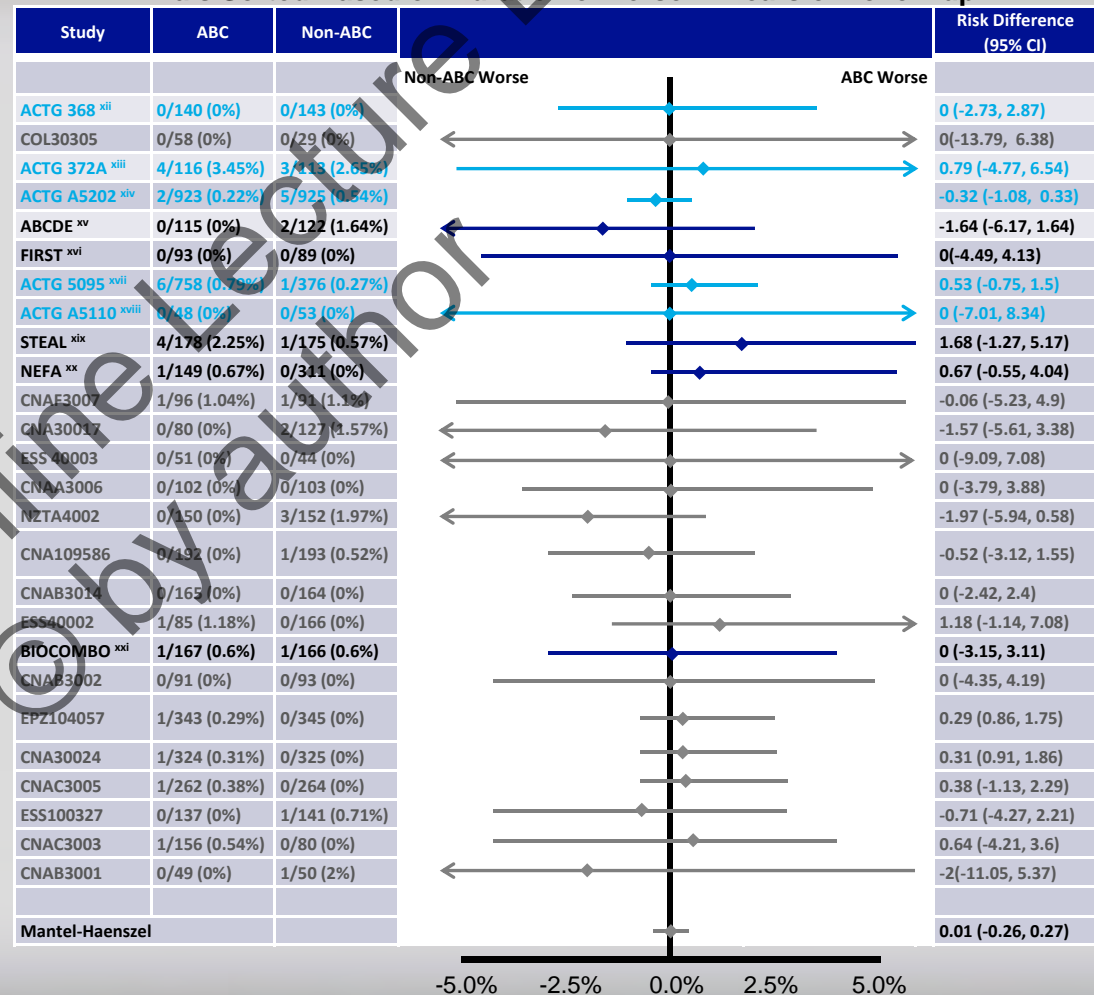 Study ABC Non-ABC Risk Difference
(95% CI)
Non-ABC Worse ABC Worse
ACTG 368 xii 0/140 (0%) 0/143 (0%) 0 (-2.73, 2.87)
COL30305 0/58 (0%) 0/29 (0%) 0(-13.79, 6.38)
ACTG 372A xiii 4/116 (3.45%) 3/113 (2.65%) 0.79 (-4.77, 6.54)
ACTG A5202 xiv 2/923 (0.22%) 5/925 (0.54%) -0.32 (-1.08, 0.33)
ABCDE xv 0/115 (0%) 2/122 (1.64%) -1.64 (-6.17, 1.64)
FIRST xvi 0/93 (0%) 0/89 (0%) 0(-4.49, 4.13)
ACTG 5095 xvii 6/758 (0.79%) 1/376 (0.27%) 0.53 (-0.75, 1.5)
ACTG A5110 xviii 0/48 (0%) 0/53 (0%) 0 (-7.01, 8.34)
STEAL xix 4/178 (2.25%) 1/175 (0.57%) 1.68 (-1.27, 5.17)
NEFA xx 1/149 (0.67%) 0/311 (0%) 0.67 (-0.55, 4.04)
CNAF3007 1/96 (1.04%) 1/91 (1.1%) -0.06 (-5.23, 4.9)
CNA30017 0/80 (0%) 2/127 (1.57%) -1.57 (-5.61, 3.38)
ESS 40003 0/51 (0%) 0/44 (0%) 0 (-9.09, 7.08)
CNAA3006 0/102 (0%) 0/103 (0%) 0 (-3.79, 3.88)
NZTA4002 0/150 (0%) 3/152 (1.97%) -1.97 (-5.94, 0.58)
CNA109586 0/192 (0%) 1/193 (0.52%) -0.52 (-3.12, 1.55)
CNAB3014 0/165 (0%) 0/164 (0%) 0 (-2.42, 2.4)
ESS40002 1/85 (1.18%) 0/166 (0%) 1.18 (-1.14, 7.08)
BIOCOMBO xxi 1/167 (0.6%) 1/166 (0.6%) 0 (-3.15, 3.11)
CNAB3002 0/91 (0%) 0/93 (0%) 0 (-4.35, 4.19)
EPZ104057 1/343 (0.29%) 0/345 (0%) 0.29 (0.86, 1.75)
CNA30024 1/324 (0.31%) 0/325 (0%) 0.31 (0.91, 1.86)
CNAC3005 1/262 (0.38%) 0/264 (0%) 0.38 (-1.13, 2.29)
ESS100327 0/137 (0%) 1/141 (0.71%) -0.71 (-4.27, 2.21)
CNAC3003 1/156 (0.54%) 0/80 (0%) 0.64 (-4.21, 3.6)
CNAB3001 0/49 (0%) 1/50 (2%) -2(-11.05, 5.37)
Mantel-Haenszel 0.01 (-0.26, 0.27)
-5.0% -2.5% 0.0% 2.5% 5.0%
Lecture
© by author